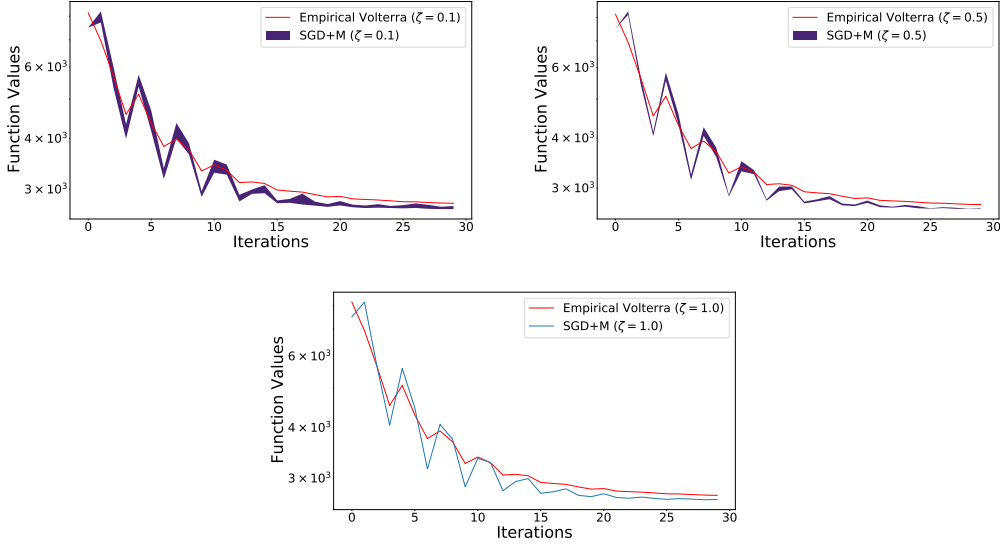 Empirical Volterra (ζ = 0.1)
SGD+M (ζ = 0.1)
Function Values
6 × 10³
4 × 10³
3 × 10³
0 5 10 15 20 25 30
Iterations
Empirical Volterra (ζ = 0.5)
SGD+M (ζ = 0.5)
Function Values
6 × 10³
4 × 10³
3 × 10³
0 5 10 15 20 25 30
Iterations
Empirical Volterra (ζ = 1.0)
SGD+M (ζ = 1.0)
Function Values
6 × 10³
4 × 10³
3 × 10³
0 5 10 15 20 25 30
Iterations